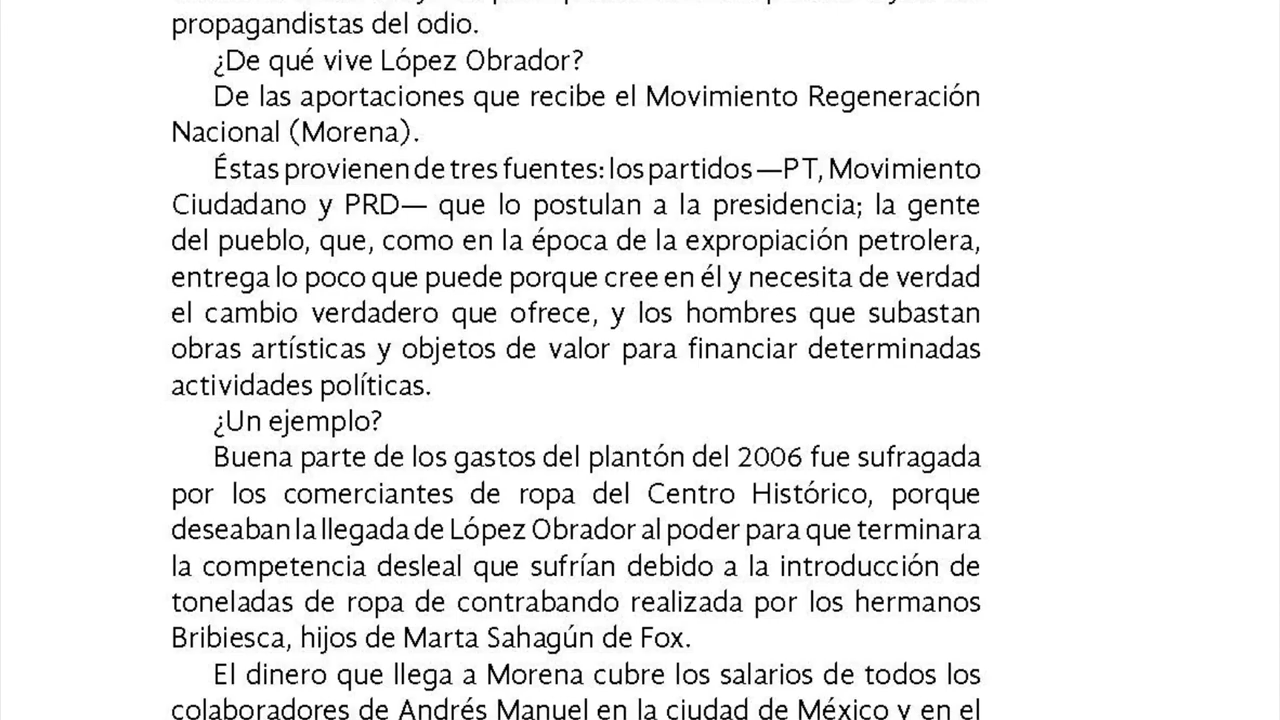 propagandistas del odio.
¿De qué vive López Obrador?
De las aportaciones que recibe el Movimiento Regeneración
Nacional (Morena).
Éstas provienen de tres fuentes: los partidos —PT, Movimiento
Ciudadano y PRD— que lo postulan a la presidencia; la gente
del pueblo, que, como en la época de la expropiación petrolera,
entrega lo poco que puede porque cree en él y necesita de verdad
el cambio verdadero que ofrece, y los hombres que subastan
obras artísticas y objetos de valor para financiar determinadas
actividades políticas.
¿Un ejemplo?
Buena parte de los gastos del plantón del 2006 fue sufragada
por los comerciantes de ropa del Centro Histórico, porque
deseaban la llegada de López Obrador al poder para que terminara
la competencia desleal que sufrían debido a la introducción de
toneladas de ropa de contrabando realizada por los hermanos
Bribiesca, hijos de Marta Sahagún de Fox.
El dinero que llega a Morena cubre los salarios de todos los
colaboradores de Andrés Manuel en la ciudad de México y en el